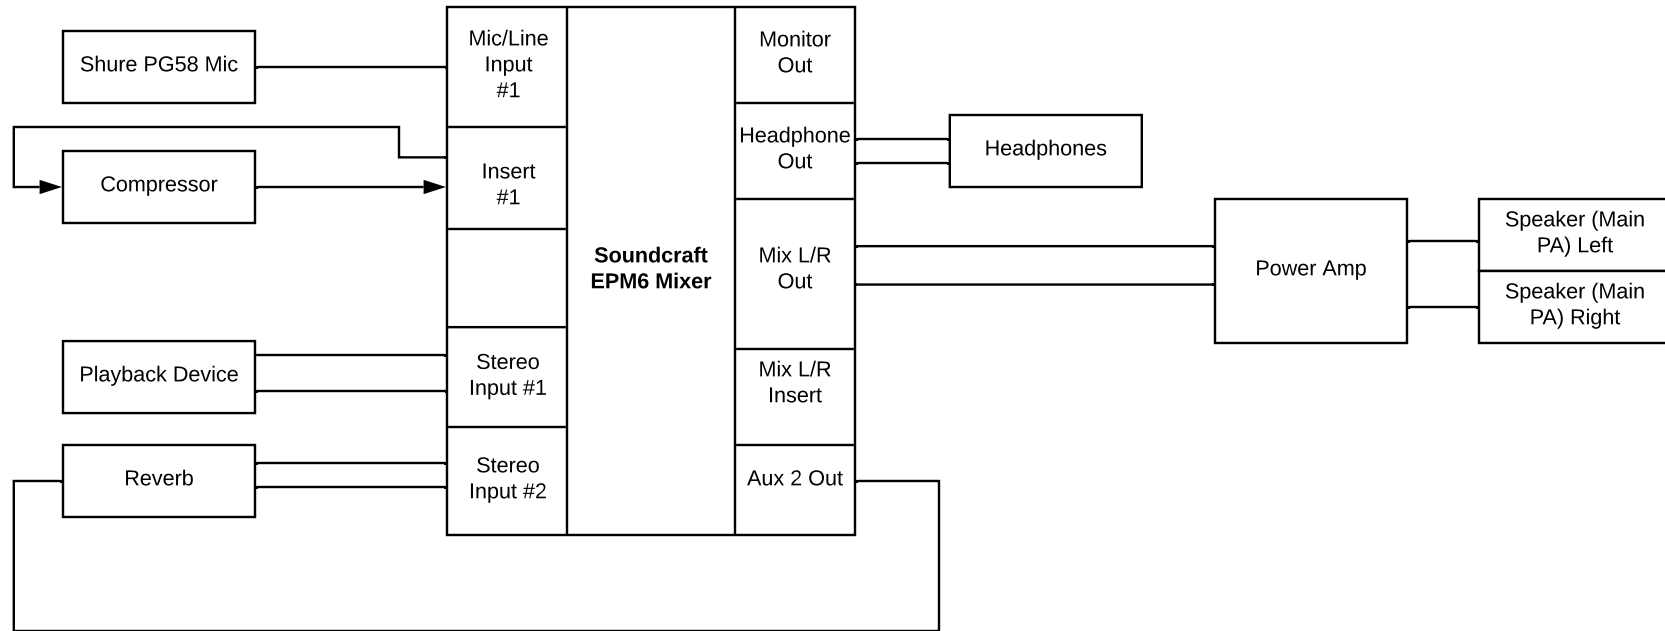 Shure PG58 Mic
Mic/Line
Input
#1
Monitor
Out
Compressor
Insert
#1
Headphone
Out
Headphones
Soundcraft
EPM6 Mixer
Mix L/R
Out
Power Amp
Speaker (Main
PA) Left
Speaker (Main
PA) Right
Playback Device
Stereo
Input #1
Mix L/R
Insert
Reverb
Stereo
Input #2
Aux 2 Out